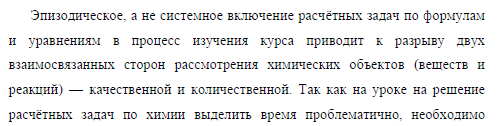 Эпизодическое, а не системное включение расчётных задач по формулам
и уравнениям в процесс изучения курса приводит к разрыву двух
взаимосвязанных сторон рассмотрения химических объектов (веществ и
реакций) — качественной и количественной. Так как на уроке на решение
расчётных задач по химии выделить время проблематично, необходимо